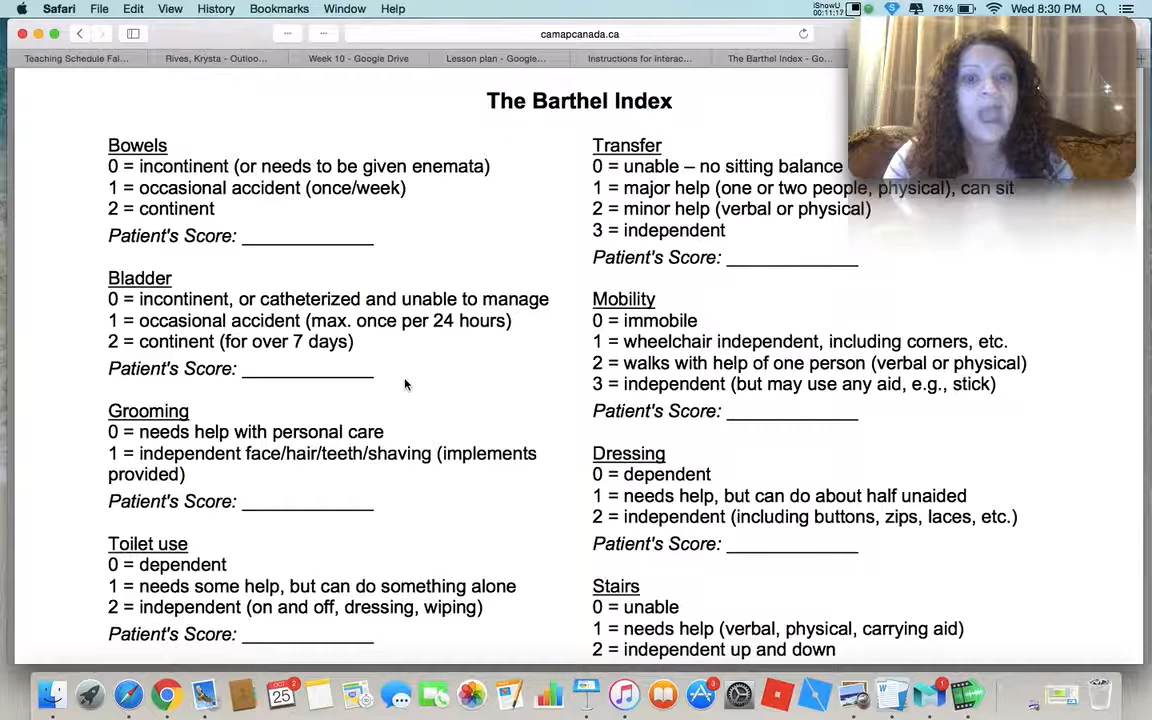 Safari File Edit View History Bookmarks Window Help
iShowU
00:11:17
76%
Wed 8:30 PM
camapcanada.ca
Teaching Schedule Fal...
Rives, Krysta - Outloo...
Week 10 - Google Drive
Lesson plan - Google...
Instructions for interac...
The Barthel Index - Go...
The Barthel Index
Bowels
0 = incontinent (or needs to be given enemata)
1 = occasional accident (once/week)
2 = continent
Patient's Score:
Bladder
0 = incontinent, or catheterized and unable to manage
1 = occasional accident (max. once per 24 hours)
2 = continent (for over 7 days)
Patient's Score:
Grooming
0 = needs help with personal care
1 = independent face/hair/teeth/shaving (implements
provided)
Patient's Score:
Toilet use
0 = dependent
1 = needs some help, but can do something alone
2 = independent (on and off, dressing, wiping)
Patient's Score:
Transfer
0 = unable – no sitting balance
1 = major help (one or two people, physical), can sit
2 = minor help (verbal or physical)
3 = independent
Patient's Score:
Mobility
0 = immobile
1 = wheelchair independent, including corners, etc.
2 = walks with help of one person (verbal or physical)
3 = independent (but may use any aid, e.g., stick)
Patient's Score:
Dressing
0 = dependent
1 = needs help, but can do about half unaided
2 = independent (including buttons, zips, laces, etc.)
Patient's Score:
Stairs
0 = unable
1 = needs help (verbal, physical, carrying aid)
2 = independent up and down
OCT
25
2
3
1